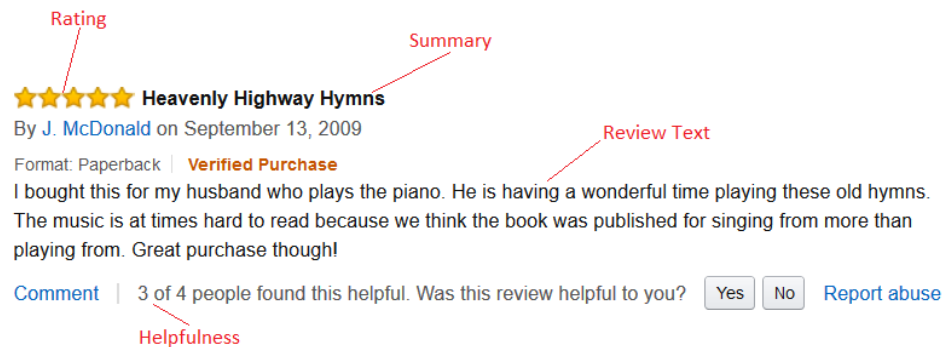 Rating
Summary
Heavenly Highway Hymns
By J. McDonald on September 13, 2009
Review Text
Format: Paperback Verified Purchase
I bought this for my husband who plays the piano. He is having a wonderful time playing these old hymns.
The music is at times hard to read because we think the book was published for singing from more than
playing from. Great purchase though!
Comment 3 of 4 people found this helpful. Was this review helpful to you? Yes No Report abuse
Helpfulness